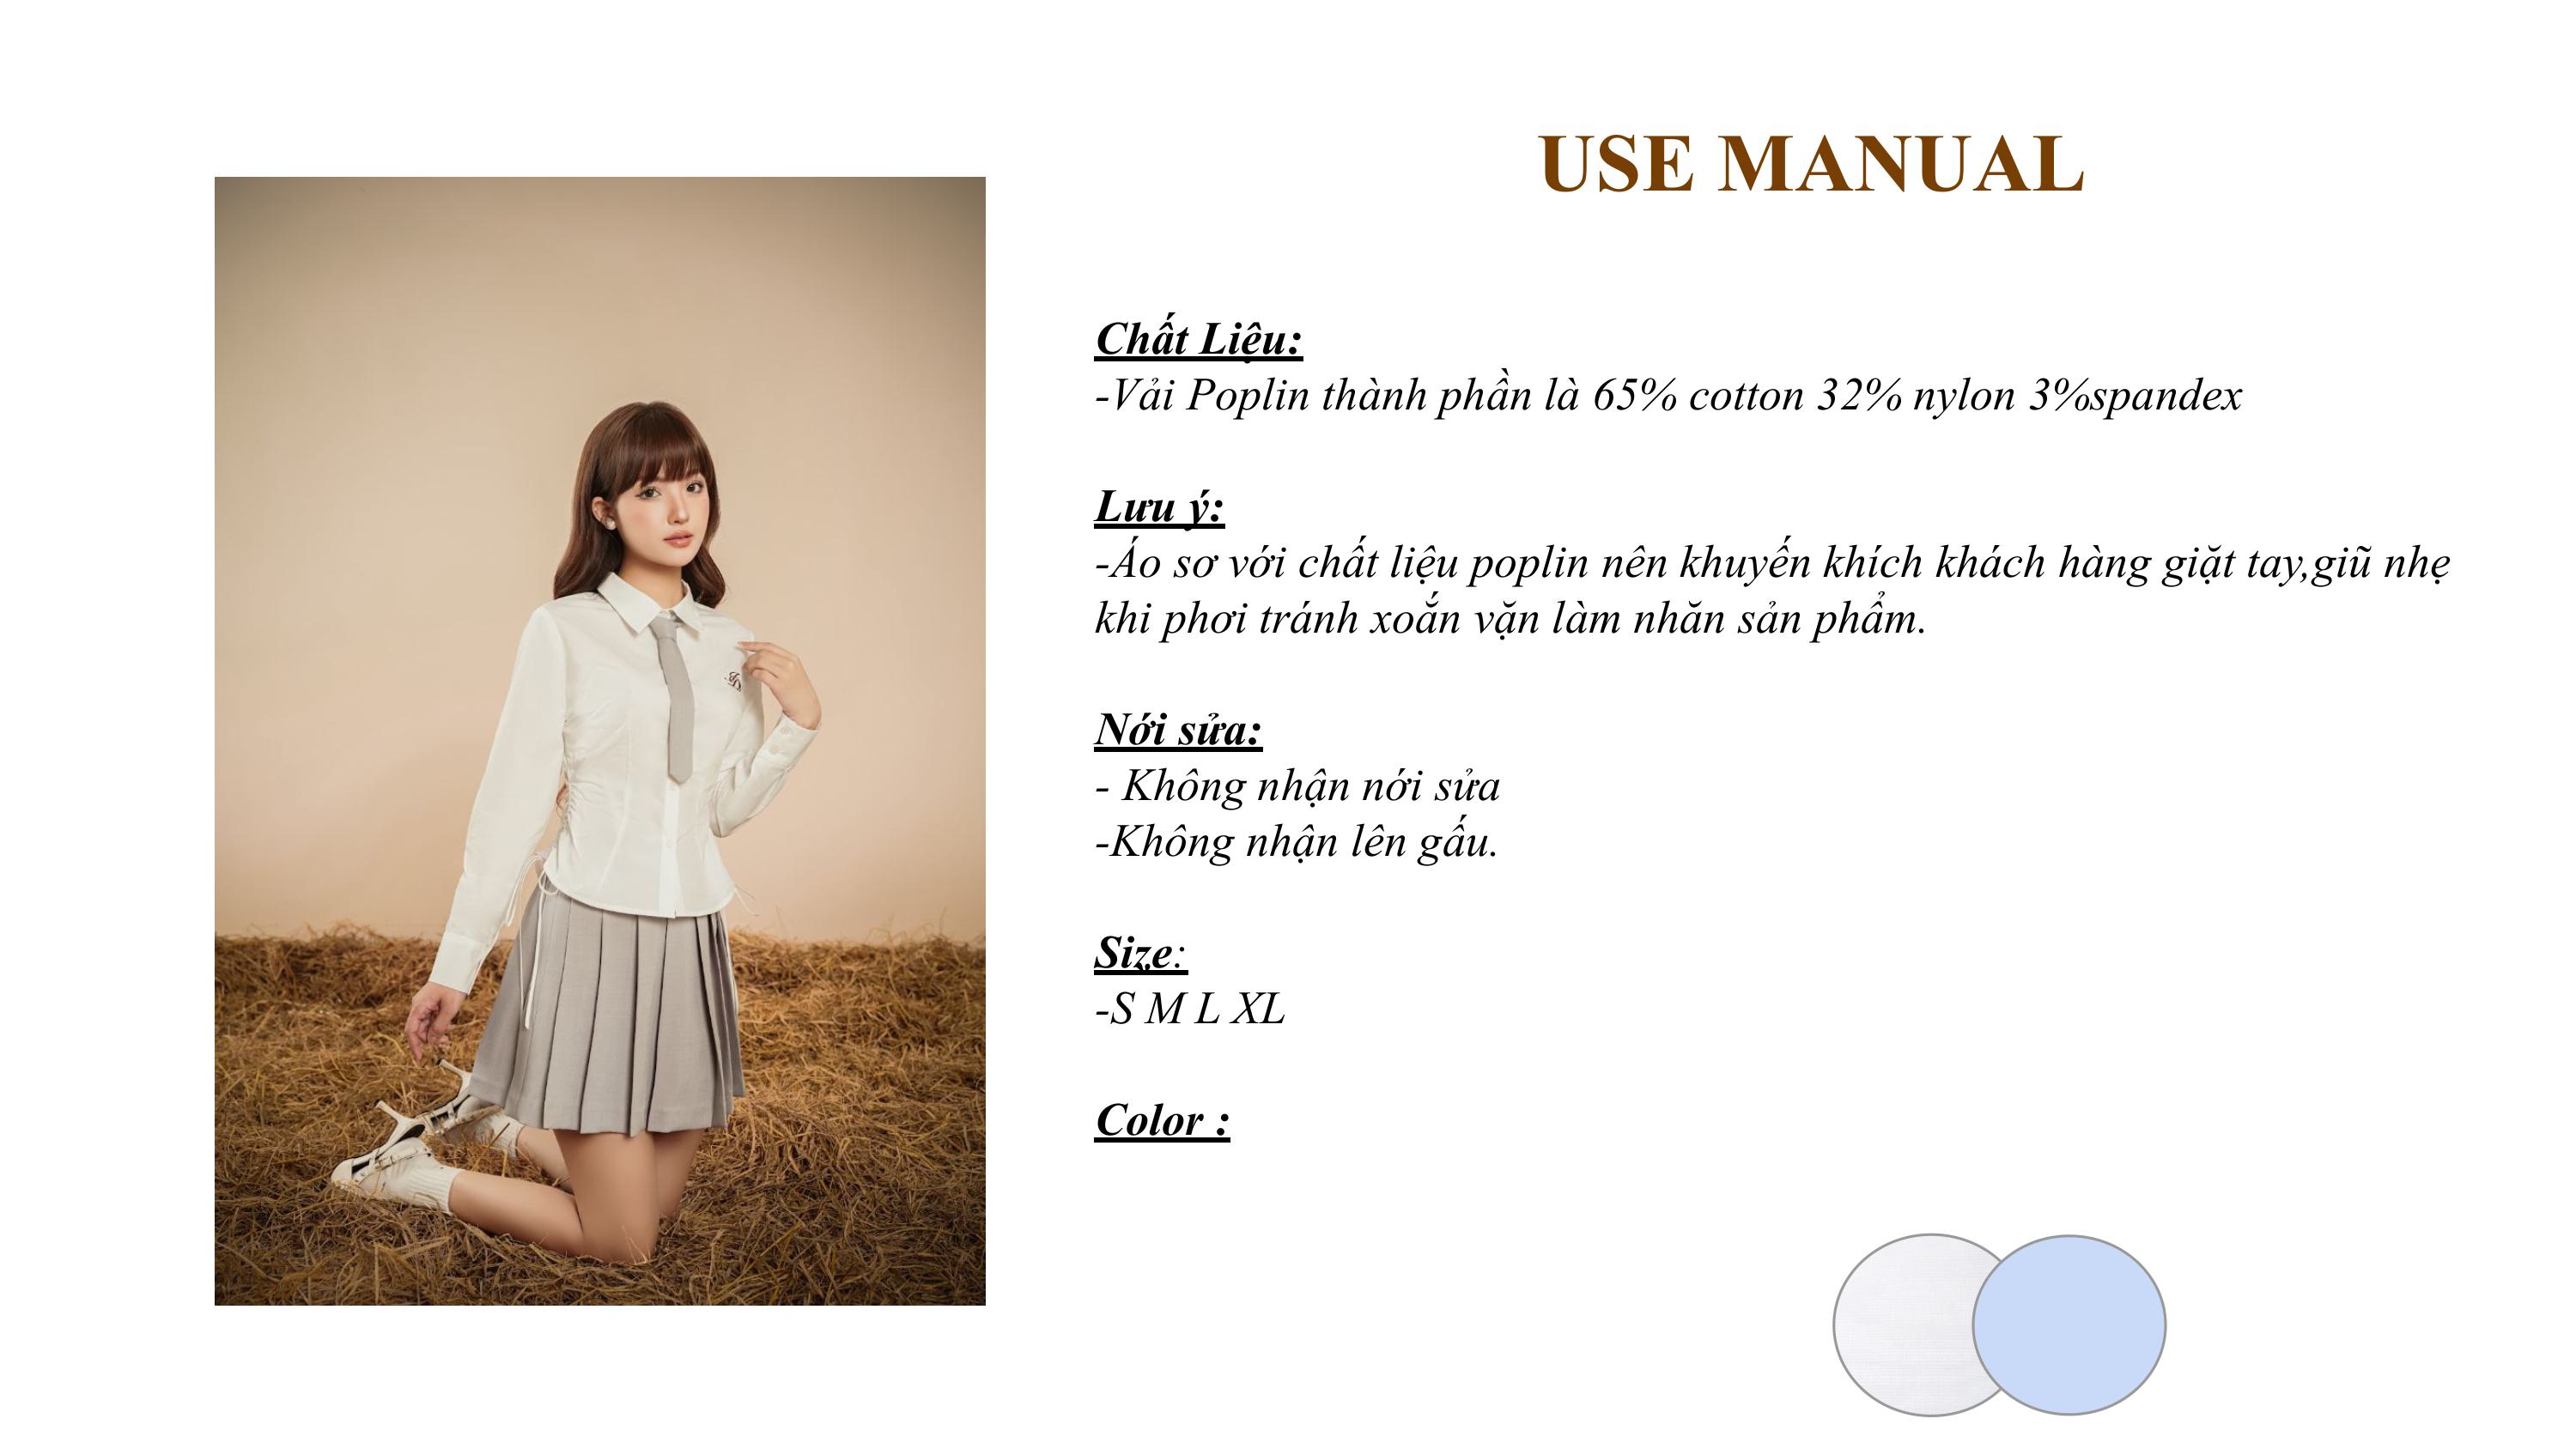 USE MANUAL
Chất Liệu:
-Vải Poplin thành phần là 65% cotton 32% nylon 3%spandex
Lưu ý:
-Áo sơ với chất liệu poplin nên khuyến khích khách hàng giặt tay,giũ nhẹ
khi phơi tránh xoắn vặn làm nhăn sản phẩm.
Nới sửa:
- Không nhận nới sửa
-Không nhận lên gấu.
Size:
-S M L XL
Color :